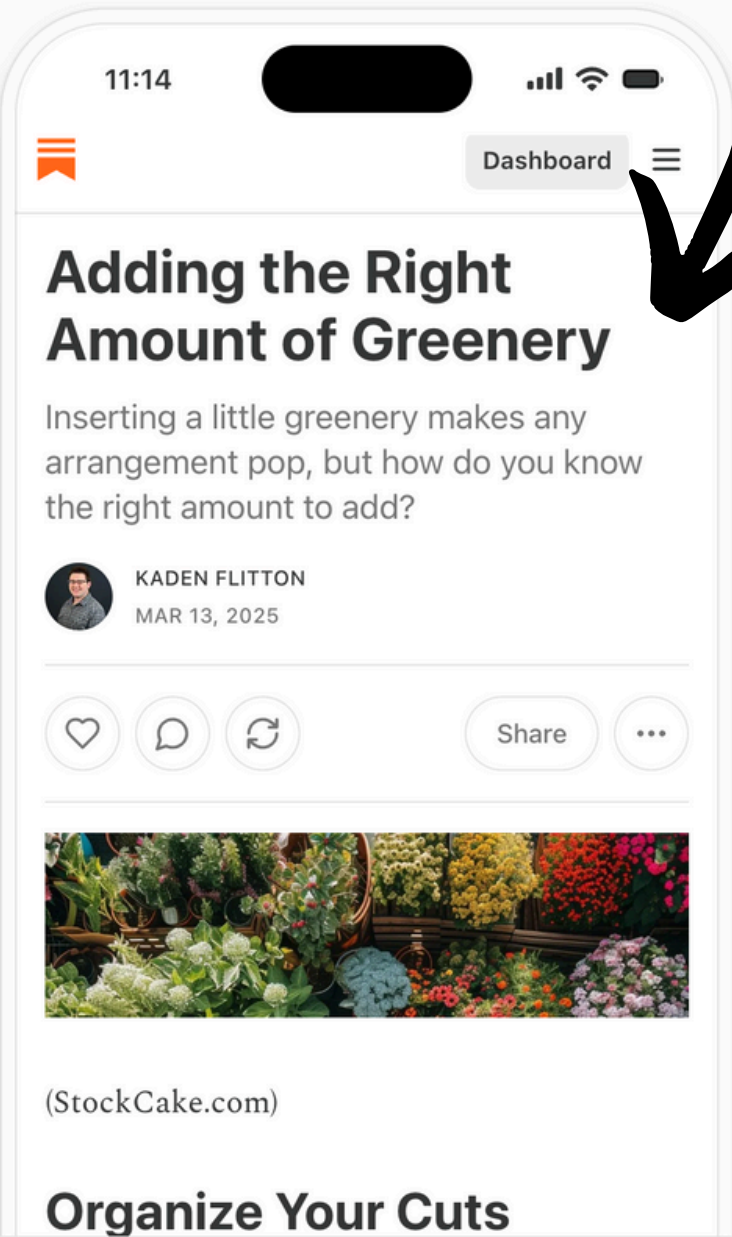 11:14
Dashboard
Adding the Right
Amount of Greenery
Inserting a little greenery makes any
arrangement pop, but how do you know
the right amount to add?
KADEN FLITTON
MAR 13, 2025
Share
(StockCake.com)
Organize Your Cuts